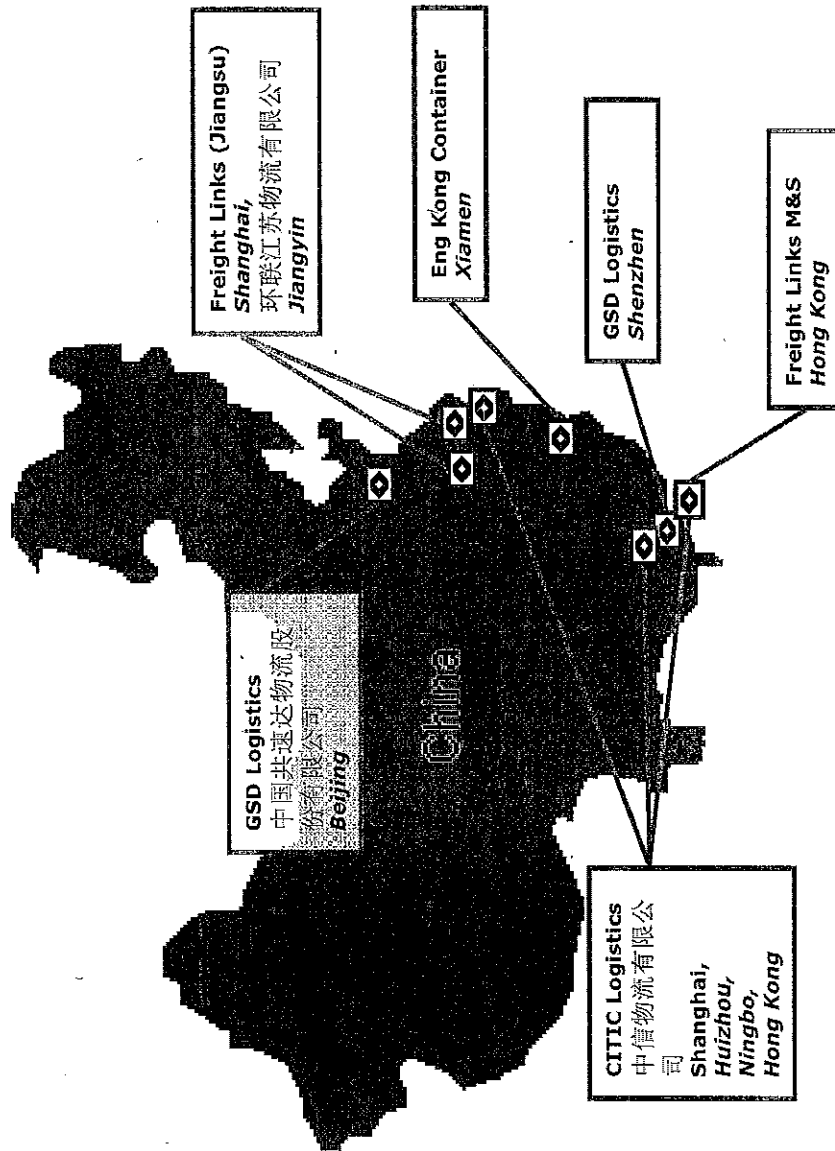 GSD Logistics
中国共速达物流股
份有限公司
Beijing
Freight Links (Jiangsu)
Shanghai,
环联江苏物流有限公司
Jiangyin
Eng Kong Container
Xiamen
China
GSD Logistics
Shenzhen
CITIC Logistics
中信物流有限公
司
Shanghai,
Huizhou,
Ningbo,
Hong Kong
Freight Links M&S
Hong Kong